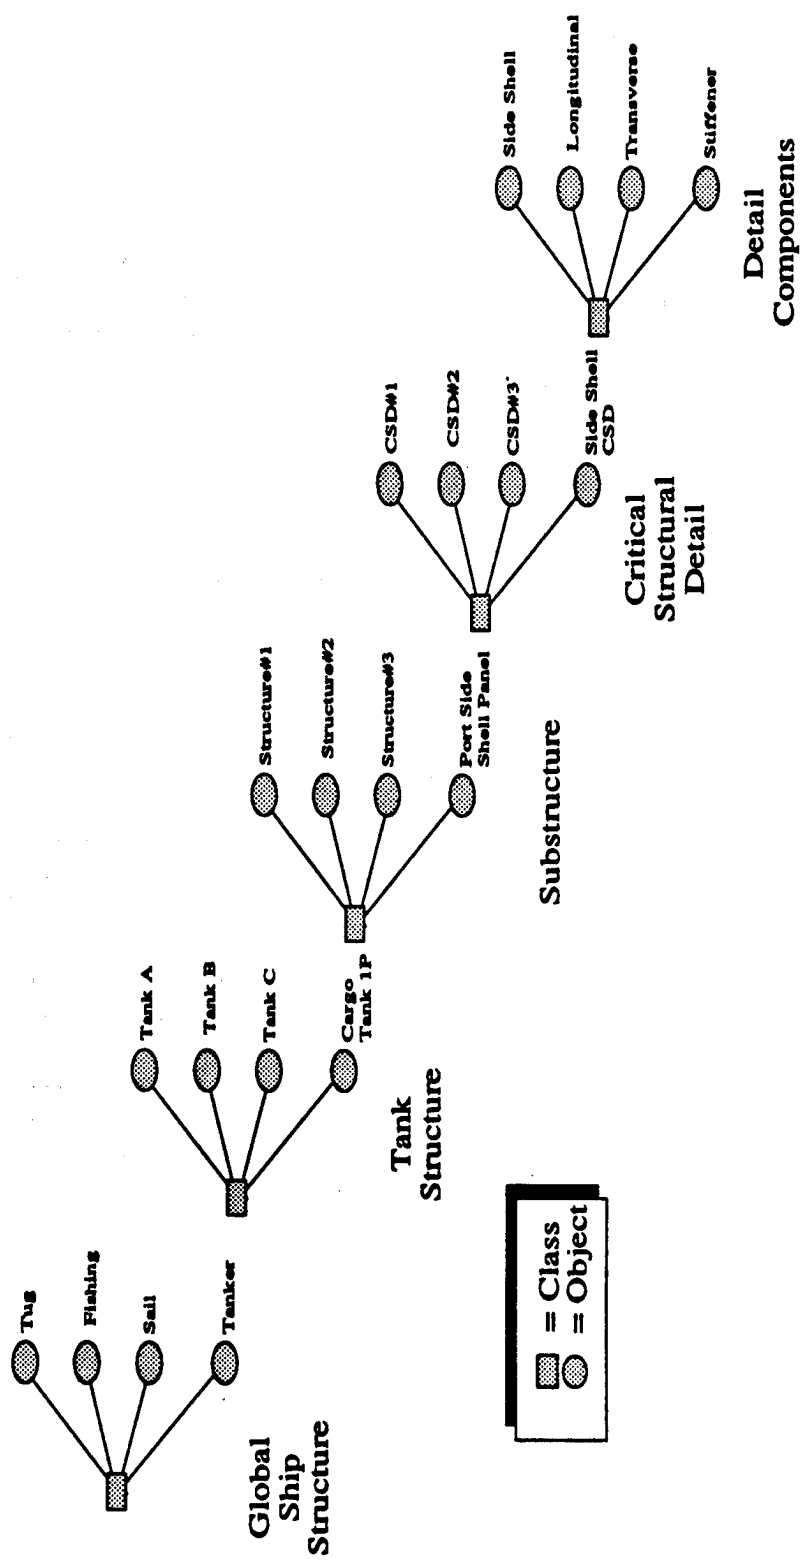 Tug
Fishing
Sail
Tanker
Global
Ship
Structure
Tank A
Tank B
Tank C
Cargo
Tank 1P
Tank
Structure
Structure#1
Structure#2
Structure#3
Port Side
Shell Panel
Substructure
CSD#1
CSD#2
CSD#3
Side Shell
CSD
Critical
Structural
Detail
Side Shell
Longitudinal
Transverse
Stiffener
Detail
Components
= Class
= Object